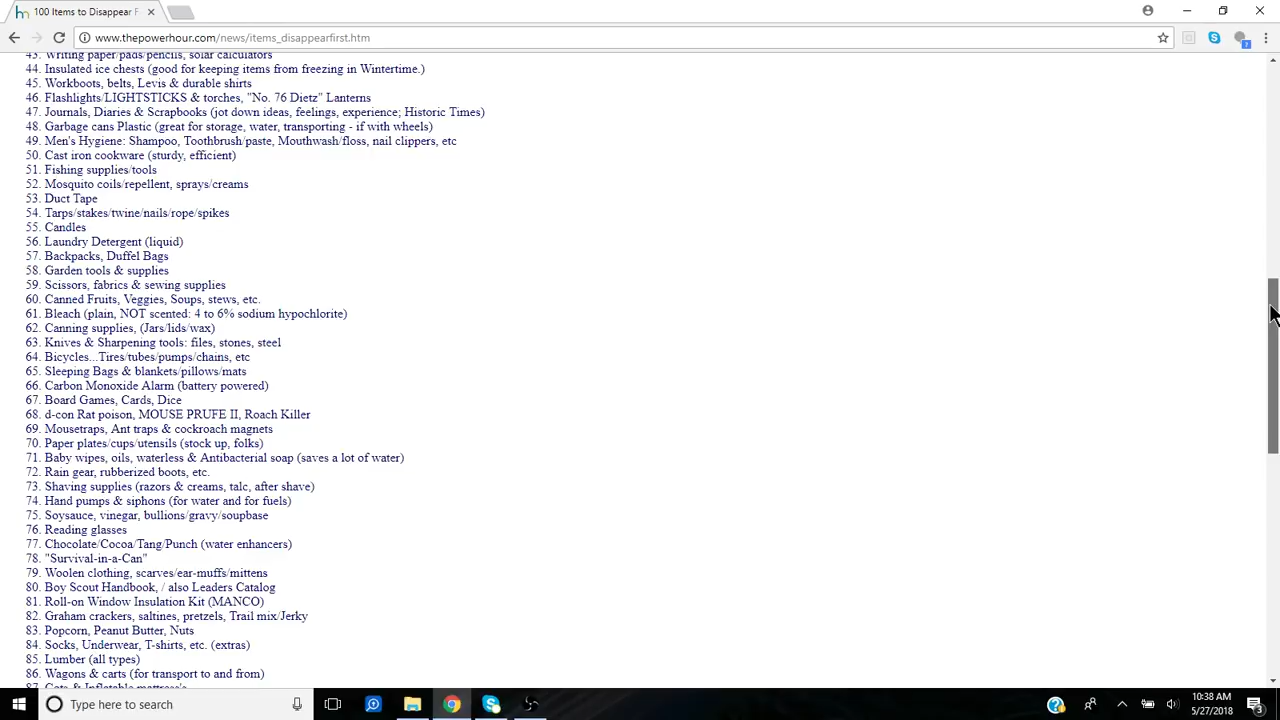 100 Items to Disappear F
www.thepowerhour.com/news/items_disappearfirst.htm
43. Writing paper/pads/pencils, solar calculators
44. Insulated ice chests (good for keeping items from freezing in Wintertime.)
45. Workboots, belts, Levis & durable shirts
46. Flashlights/LIGHTSTICKS & torches, "No. 76 Dietz" Lanterns
47. Journals, Diaries & Scrapbooks (jot down ideas, feelings, experience; Historic Times)
48. Garbage cans Plastic (great for storage, water, transporting - if with wheels)
49. Men's Hygiene: Shampoo, Toothbrush/paste, Mouthwash/floss, nail clippers, etc
50. Cast iron cookware (sturdy, efficient)
51. Fishing supplies/tools
52. Mosquito coils/repellent, sprays/creams
53. Duct Tape
54. Tarps/stakes/twine/nails/rope/spikes
55. Candles
56. Laundry Detergent (liquid)
57. Backpacks, Duffel Bags
58. Garden tools & supplies
59. Scissors, fabrics & sewing supplies
60. Canned Fruits, Veggies, Soups, stews, etc.
61. Bleach (plain, NOT scented: 4 to 6% sodium hypochlorite)
62. Canning supplies, (Jars/lids/wax)
63. Knives & Sharpening tools: files, stones, steel
64. Bicycles...Tires/tubes/pumps/chains, etc
65. Sleeping Bags & blankets/pillows/mats
66. Carbon Monoxide Alarm (battery powered)
67. Board Games, Cards, Dice
68. d-con Rat poison, MOUSE PRUFE II, Roach Killer
69. Mousetraps, Ant traps & cockroach magnets
70. Paper plates/cups/utensils (stock up, folks)
71. Baby wipes, oils, waterless & Antibacterial soap (saves a lot of water)
72. Rain gear, rubberized boots, etc.
73. Shaving supplies (razors & creams, talc, after shave)
74. Hand pumps & siphons (for water and for fuels)
75. Soysauce, vinegar, bullions/gravy/soupbase
76. Reading glasses
77. Chocolate/Cocoa/Tang/Punch (water enhancers)
78. "Survival-in-a-Can"
79. Woolen clothing, scarves/ear-muffs/mittens
80. Boy Scout Handbook, / also Leaders Catalog
81. Roll-on Window Insulation Kit (MANCO)
82. Graham crackers, saltines, pretzels, Trail mix/Jerky
83. Popcorn, Peanut Butter, Nuts
84. Socks, Underwear, T-shirts, etc. (extras)
85. Lumber (all types)
86. Wagons & carts (for transport to and from)
87. Cots & Inflatable mattress's
Type here to search
10:38 AM
5/27/2018